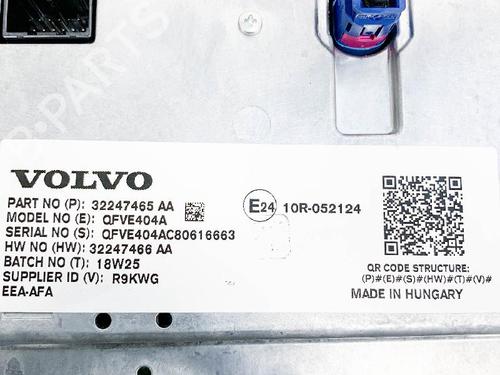 VOLVO
PART NO (P): 32247465 AA
MODEL NO (E): QFVE404A
SERIAL NO (S): QFVE404AC80616663
HW NO (HW): 32247466 AA
BATCH NO (T): 18W25
SUPPLIER ID (V): R9KWG
EEA-AFA
E24 10R-052124
QR CODE STRUCTURE:
(P)#(E)#(S)#(HW)#(T)#(V)#
MADE IN HUNGARY